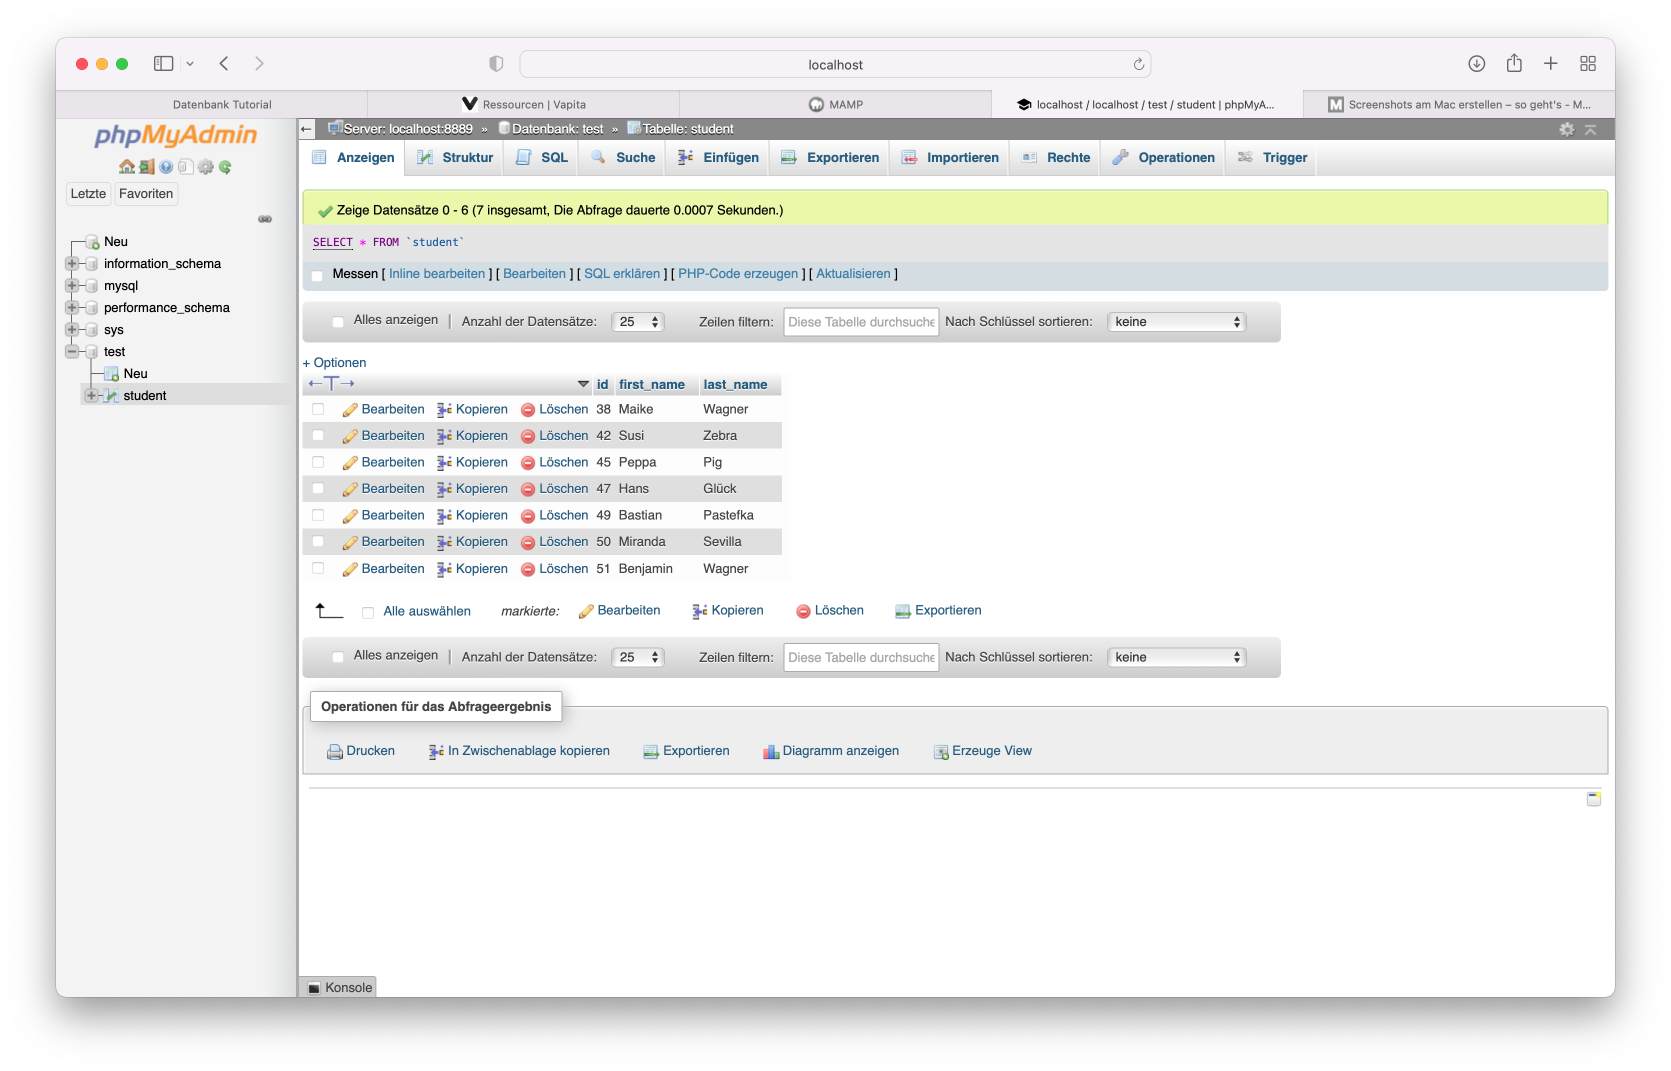 localhost
Datenbank Tutorial
Ressourcen | Vapita
MAMP
localhost / localhost / test / student | phpMyA...
Screenshots am Mac erstellen – so geht's - M...
phpMyAdmin
Letzte Favoriten
Neu
information_schema
mysql
performance_schema
sys
test
Neu
student
Server: localhost:8889 » Datenbank: test » Tabelle: student
Anzeigen Struktur SQL Suche Einfügen Exportieren Importieren Rechte Operationen Trigger
Zeige Datensätze 0 - 6 (7 insgesamt, Die Abfrage dauerte 0.0007 Sekunden.)
SELECT * FROM `student`
Messen [ Inline bearbeiten ] [ Bearbeiten ] [ SQL erklären ] [ PHP-Code erzeugen ] [ Aktualisieren ]
Alles anzeigen | Anzahl der Datensätze: 25 Zeilen filtern: Diese Tabelle durchsuche Nach Schlüssel sortieren: keine
+ Optionen
←T→ id first_name last_name
Bearbeiten Kopieren Löschen 38 Maike Wagner
Bearbeiten Kopieren Löschen 42 Susi Zebra
Bearbeiten Kopieren Löschen 45 Peppa Pig
Bearbeiten Kopieren Löschen 47 Hans Glück
Bearbeiten Kopieren Löschen 49 Bastian Pastefka
Bearbeiten Kopieren Löschen 50 Miranda Sevilla
Bearbeiten Kopieren Löschen 51 Benjamin Wagner
Alle auswählen markierte: Bearbeiten Kopieren Löschen Exportieren
Alles anzeigen | Anzahl der Datensätze: 25 Zeilen filtern: Diese Tabelle durchsuche Nach Schlüssel sortieren: keine
Operationen für das Abfrageergebnis
Drucken In Zwischenablage kopieren Exportieren Diagramm anzeigen Erzeuge View
Konsole